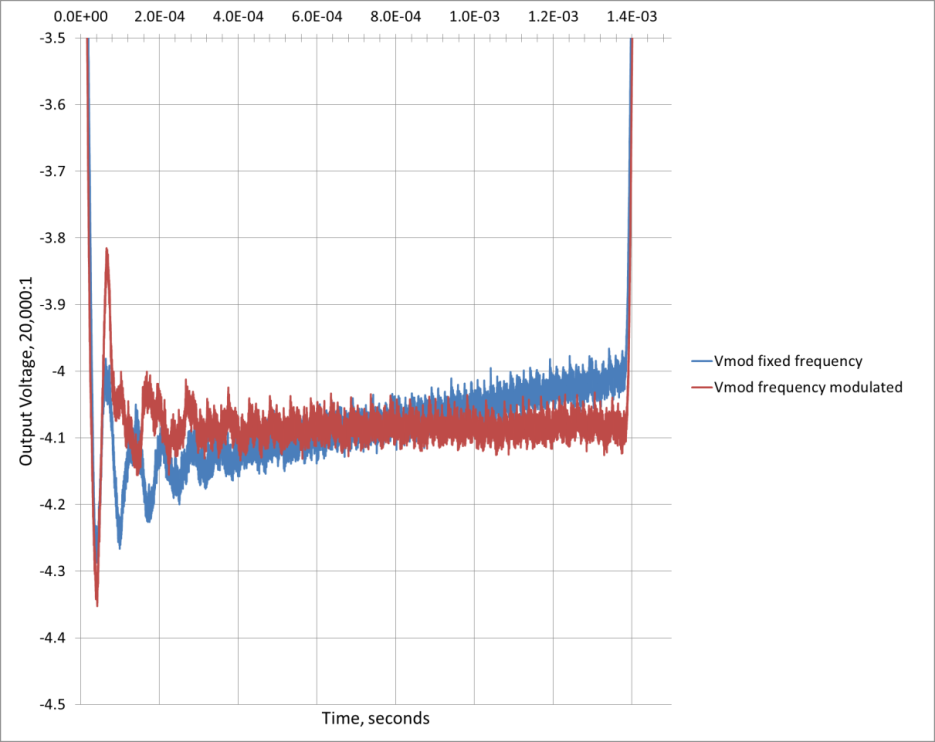 0.0E+00 2.0E-04 4.0E-04 6.0E-04 8.0E-04 1.0E-03 1.2E-03 1.4E-03
-3.5
-3.6
-3.7
-3.8
-3.9
-4
-4.1
-4.2
-4.3
-4.4
-4.5
Output Voltage, 20,000:1
Time, seconds
Vmod fixed frequency
Vmod frequency modulated